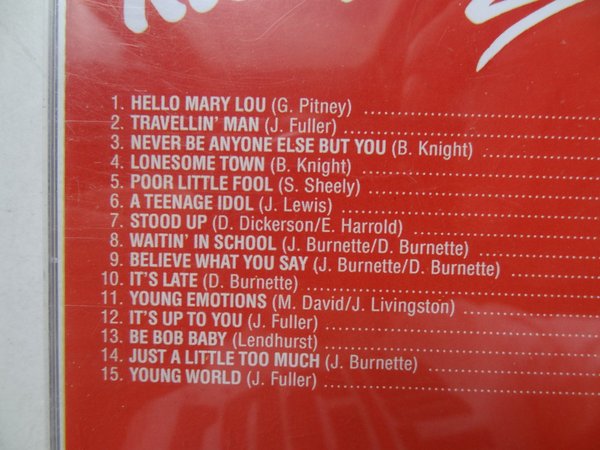 1. HELLO MARY LOU (G. Pitney)
2. TRAVELLIN' MAN (J. Fuller)
3. NEVER BE ANYONE ELSE BUT YOU (B. Knight)
4. LONESOME TOWN (B. Knight)
5. POOR LITTLE FOOL (S. Sheely)
6. A TEENAGE IDOL (J. Lewis)
7. STOOD UP (D. Dickerson/E. Harrold)
8. WAITIN' IN SCHOOL (J. Burnette/D. Burnette)
9. BELIEVE WHAT YOU SAY (J. Burnette/D. Burnette)
10. IT'S LATE (D. Burnette)
11. YOUNG EMOTIONS (M. David/J. Livingston)
12. IT'S UP TO YOU (J. Fuller)
13. BE BOB BABY (Lendhurst)
14. JUST A LITTLE TOO MUCH (J. Burnette)
15. YOUNG WORLD (J. Fuller)